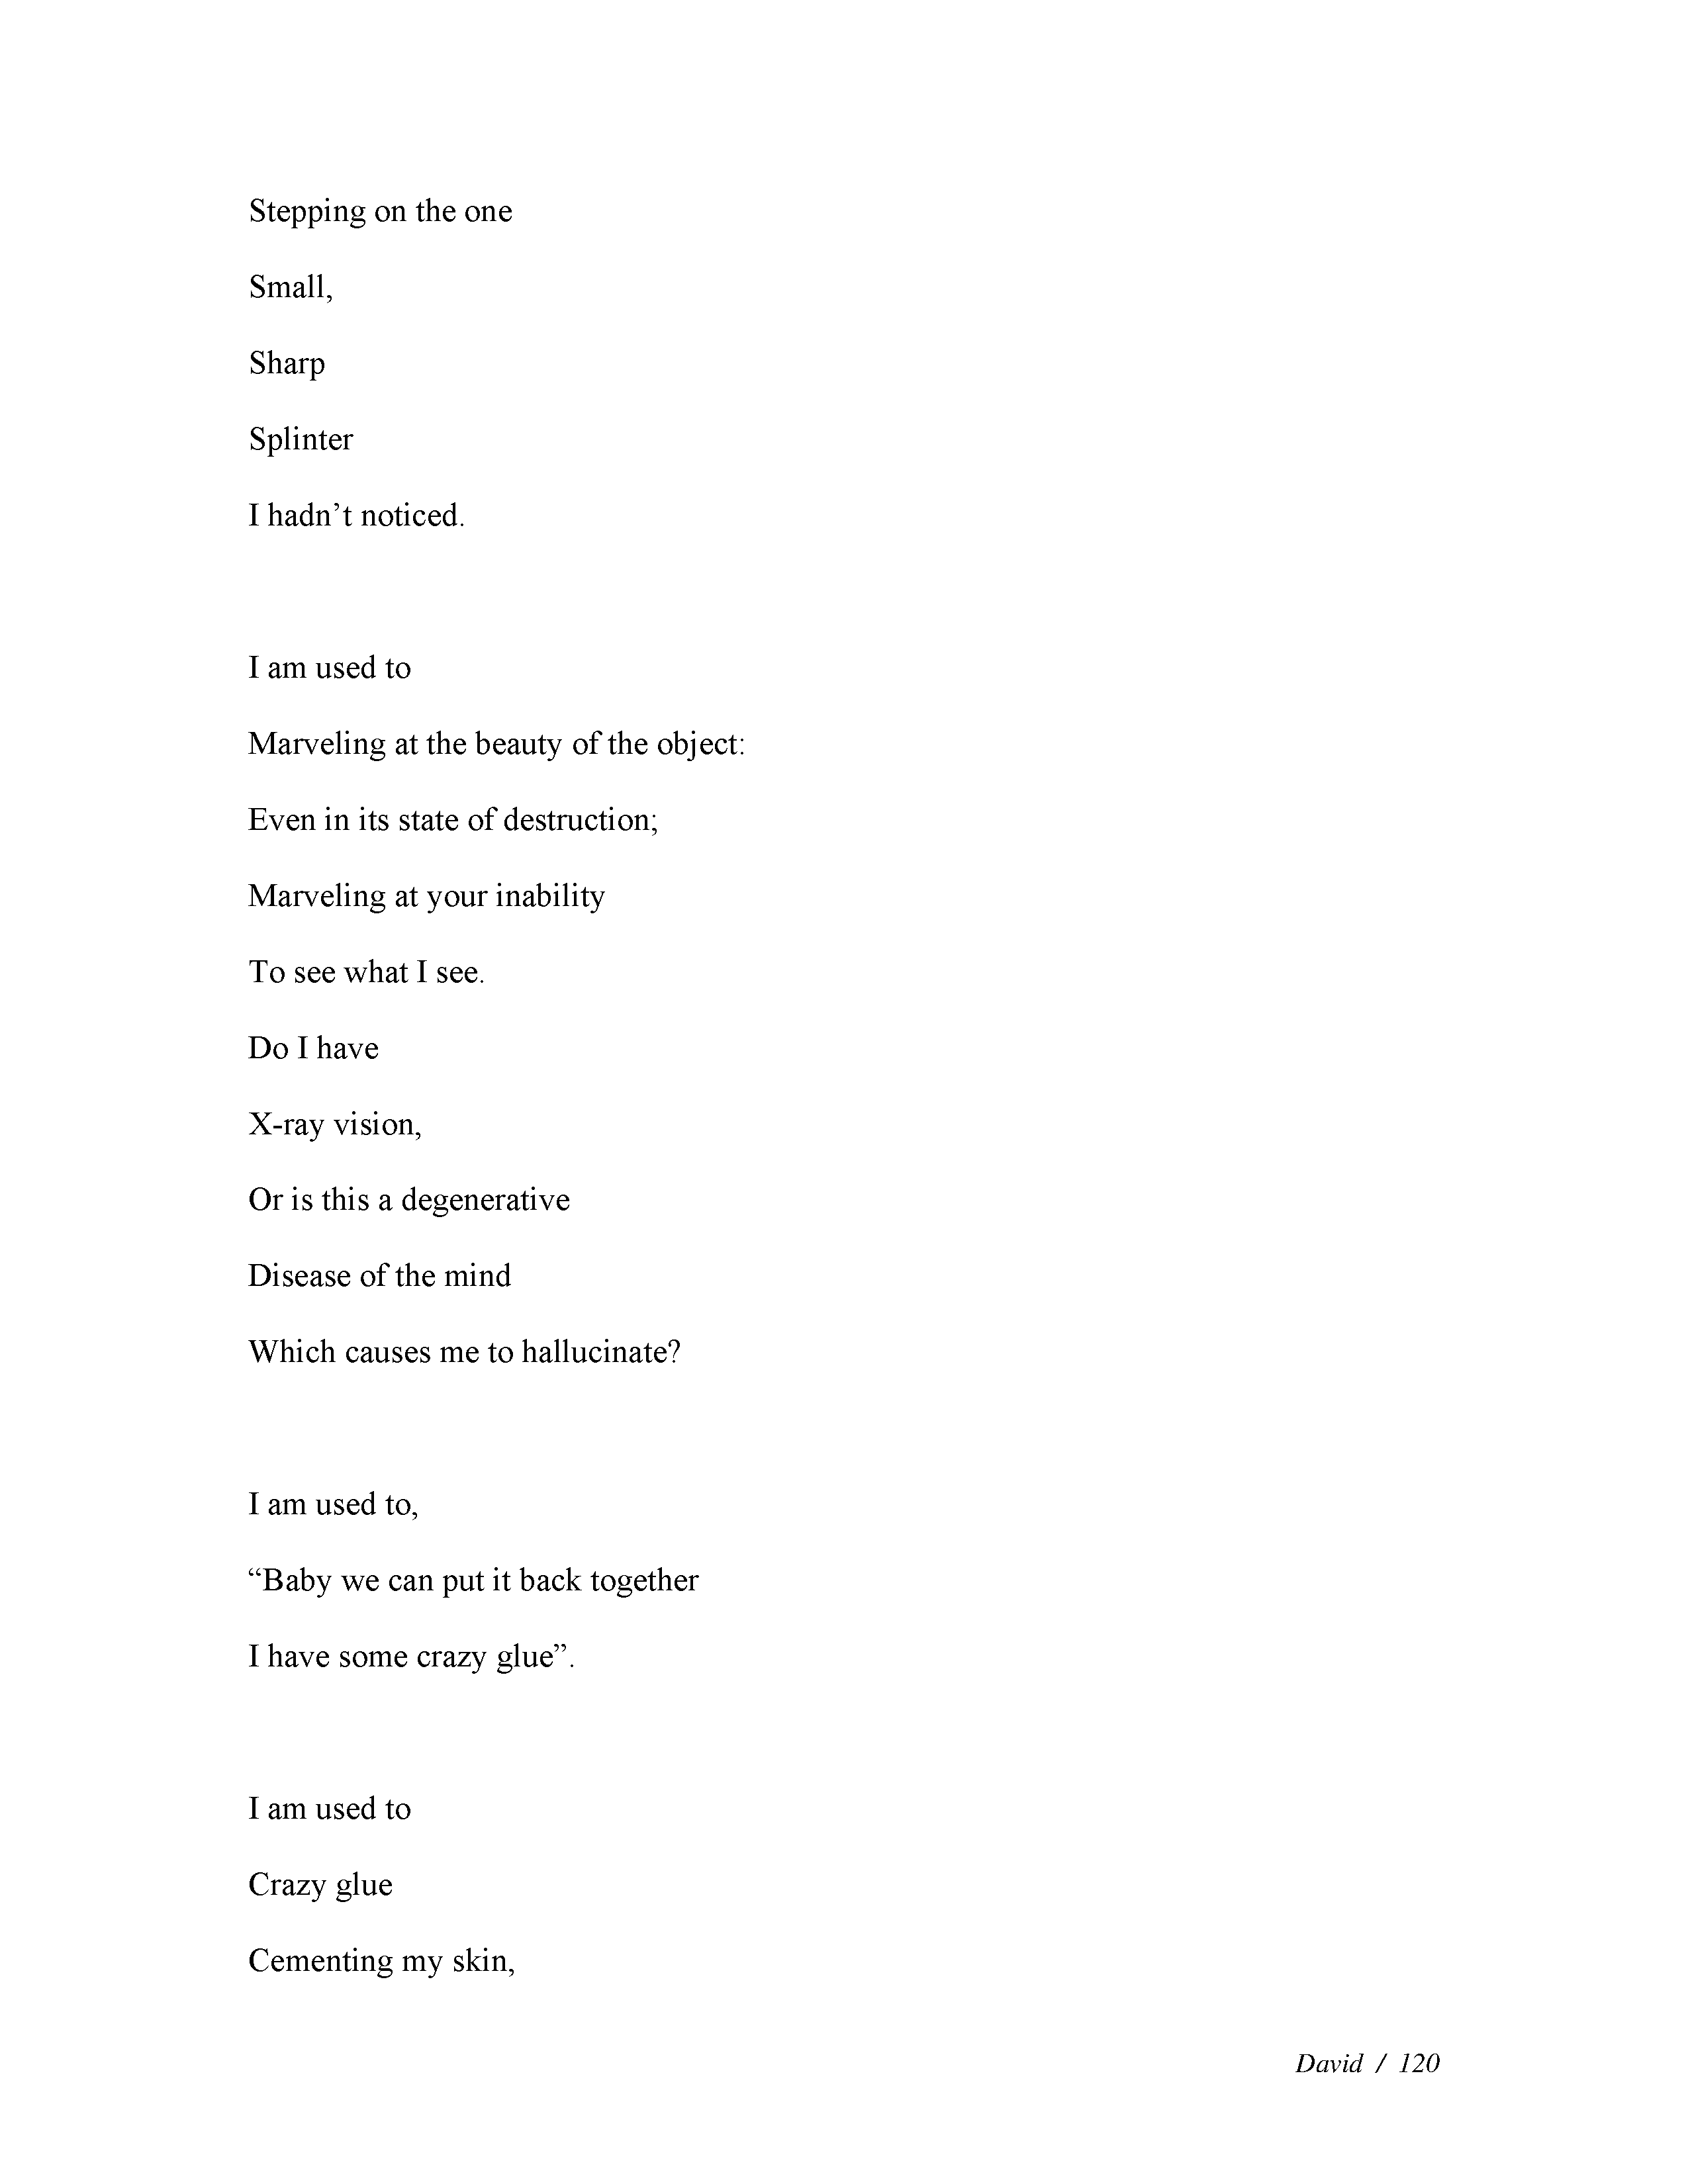 Stepping on the one
Small,
Sharp
Splinter
I hadn’t noticed.
I am used to
Marveling at the beauty of the object:
Even in its state of destruction;
Marveling at your inability
To see what I see.
Do I have
X-ray vision,
Or is this a degenerative
Disease of the mind
Which causes me to hallucinate?
I am used to,
“Baby we can put it back together
I have some crazy glue”.
I am used to
Crazy glue
Cementing my skin,
David / 120